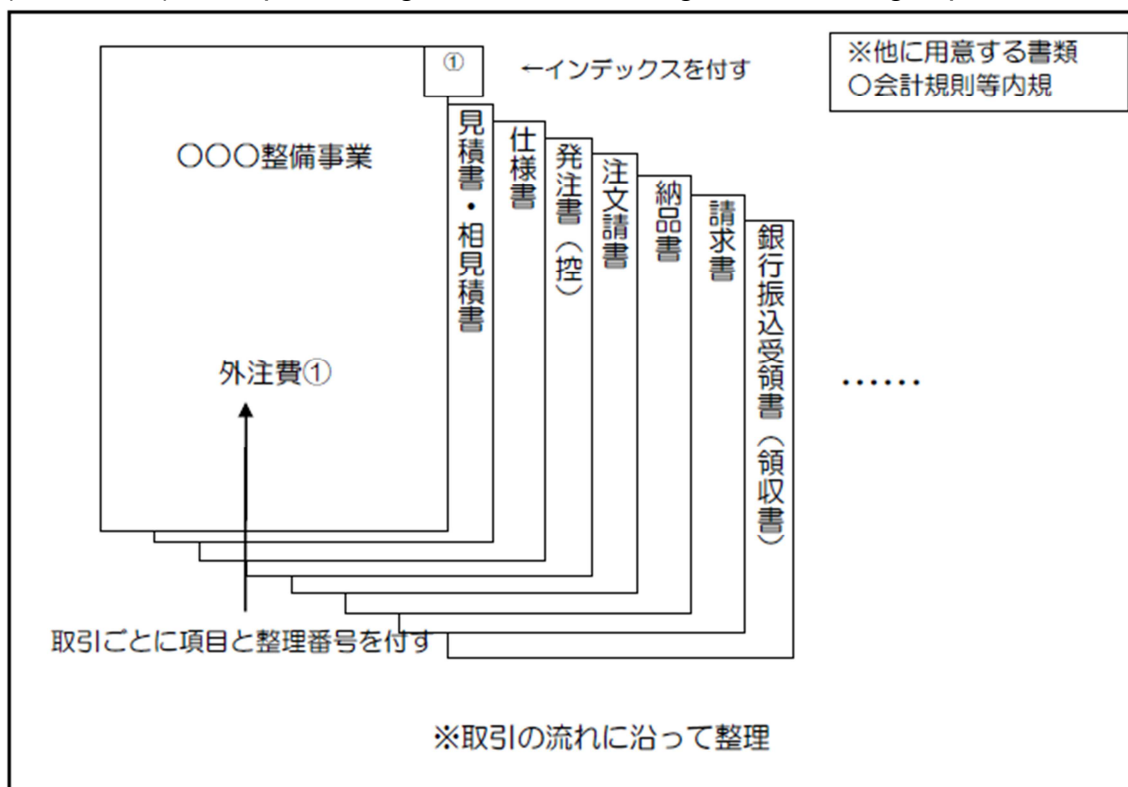 ①
←インデックスを付す
※他に用意する書類
〇会計規則等内規
〇〇〇整備事業
外注費①
見積書・相見積書
仕様書
発注書（控）
注文請書
納品書
請求書
銀行振込受領書（領収書）
……
取引ごとに項目と整理番号を付す
※取引の流れに沿って整理